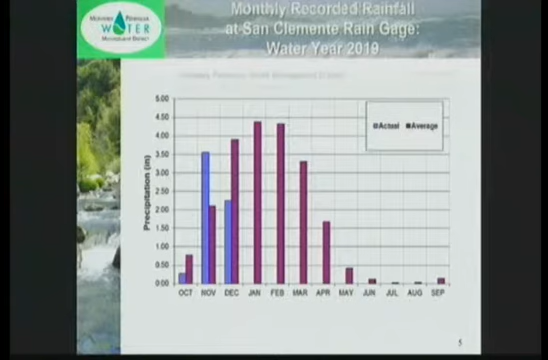 Monthly Recorded Rainfall
at San Clemente Rain Gage:
Water Year 2019
MONTEREY PENINSULA
WATER
MANAGEMENT DISTRICT
5.00
4.50
4.00
3.50
3.00
2.50
2.00
1.50
1.00
0.50
0.00
Precipitation (in)
Actual Average
OCT NOV DEC JAN FEB MAR APR MAY JUN JUL AUG SEP
5